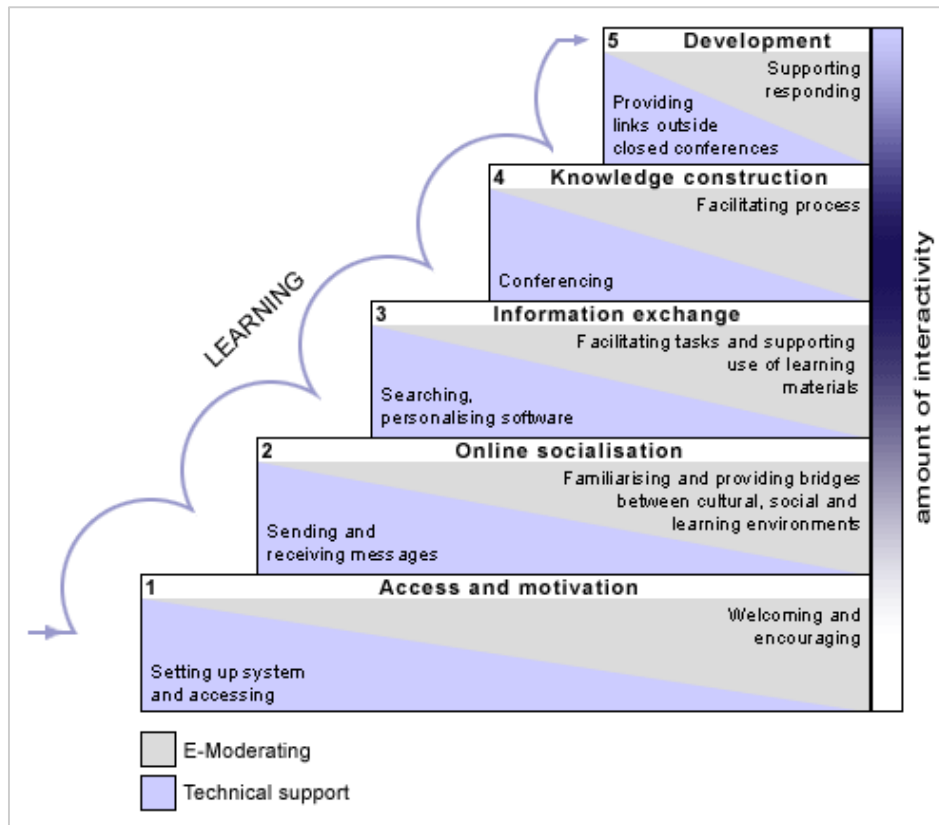 5 Development
Supporting
responding
Providing
links outside
closed conferences
4 Knowledge construction
Facilitating process
Conferencing
3 Information exchange
Facilitating tasks and supporting
use of learning
materials
Searching,
personalising software
2 Online socialisation
Familiarising and providing bridges
between cultural, social and
learning environments
Sending and
receiving messages
1 Access and motivation
Welcoming and
encouraging
Setting up system
and accessing
LEARNING
amount of interactivity
E-Moderating
Technical support